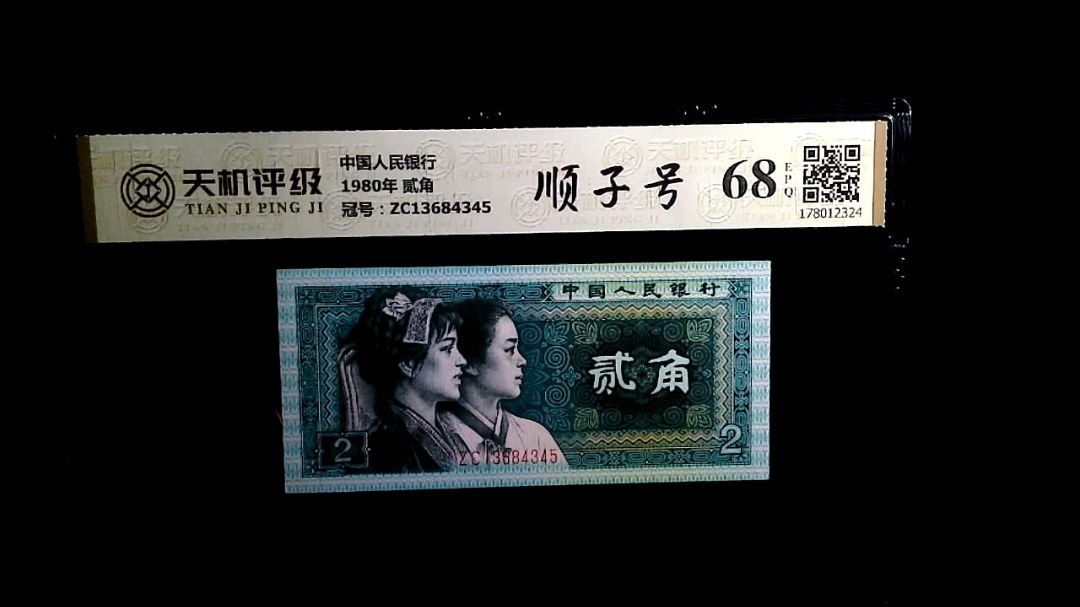 天机评级
TIAN JI PING JI
中国人民银行
1980年 贰角
冠号：ZC13684345
顺子号
68
EPQ
178012324
中国人民银行
贰角
2
2
ZC13684345